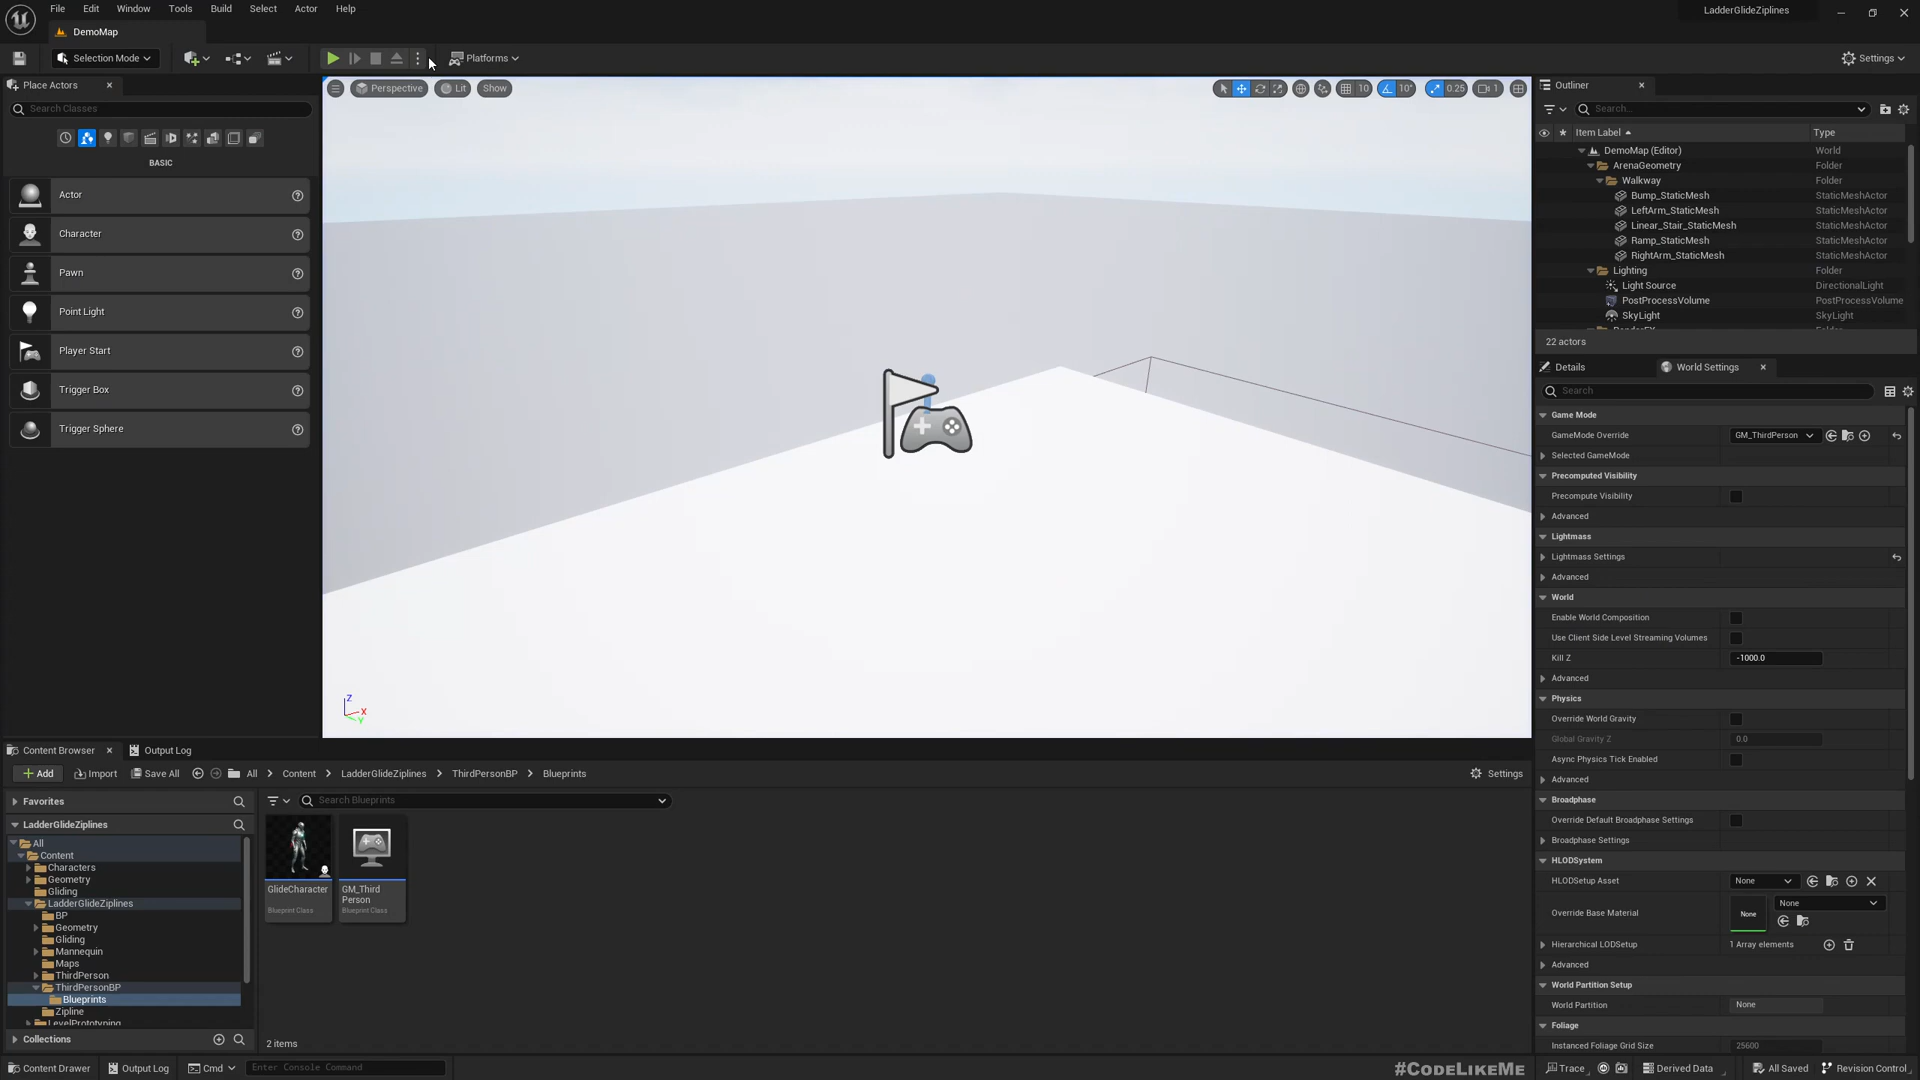 File Edit Window Tools Build Select Actor Help
LadderGlideZiplines
DemoMap
Selection Mode
Platforms
Settings
Place Actors
Search Classes
BASIC
Actor
Character
Pawn
Point Light
Player Start
Trigger Box
Trigger Sphere
Perspective Lit Show
10 10° 0.25 1
Z
X
Y
Outliner
Search...
Item Label Type
DemoMap (Editor) World
ArenaGeometry Folder
Walkway Folder
Bump_StaticMesh StaticMeshActor
LeftArm_StaticMesh StaticMeshActor
Linear_Stair_StaticMesh StaticMeshActor
Ramp_StaticMesh StaticMeshActor
RightArm_StaticMesh StaticMeshActor
Lighting Folder
Light Source DirectionalLight
PostProcessVolume PostProcessVolume
SkyLight SkyLight
22 actors
Details World Settings
Search
Game Mode
GameMode Override GM_ThirdPerson
Selected GameMode
Precomputed Visibility
Precompute Visibility
Advanced
Lightmass
Lightmass Settings
Advanced
World
Enable World Composition
Use Client Side Level Streaming Volumes
Kill Z -1000.0
Advanced
Physics
Override World Gravity
Global Gravity Z 0.0
Async Physics Tick Enabled
Advanced
Broadphase
Override Default Broadphase Settings
Broadphase Settings
HLODSystem
HLODSetup Asset None
Override Base Material None None
Hierarchical LODSetup 1 Array elements
Advanced
World Partition Setup
World Partition None
Foliage
Instanced Foliage Grid Size 25600
Content Browser Output Log
Add Import Save All All Content LadderGlideZiplines ThirdPersonBP Blueprints Settings
Favorites
Search Blueprints
LadderGlideZiplines
All
Content
Characters
Geometry
Gliding
LadderGlideZiplines
BP
Geometry
Gliding
Mannequin
Maps
ThirdPerson
ThirdPersonBP
Blueprints
Zipline
LevelPrototyping
Collections
GlideCharacter
Blueprint Class
GM_Third
Person
Blueprint Class
2 items
Content Drawer Output Log Cmd Enter Console Command
#CodeLikeMe
Trace Derived Data All Saved Revision Control